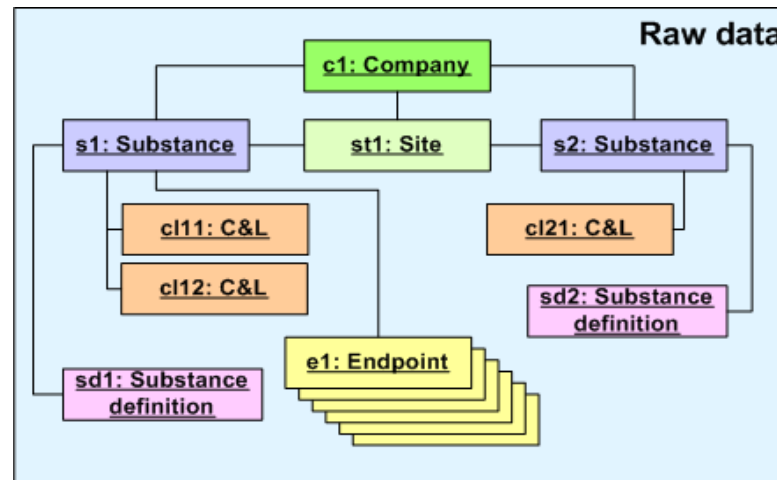 Raw data
c1: Company
s1: Substance
st1: Site
s2: Substance
cl11: C&L
cl21: C&L
cl12: C&L
sd2: Substance
definition
e1: Endpoint
sd1: Substance
definition